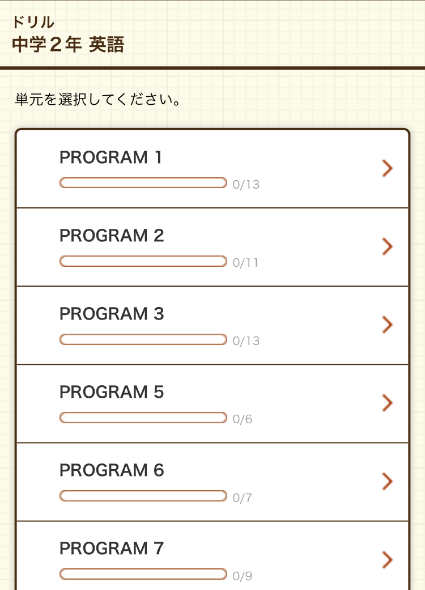 ドリル
中学2年 英語
単元を選択してください。
PROGRAM 1
0/13
PROGRAM 2
0/11
PROGRAM 3
0/13
PROGRAM 5
0/6
PROGRAM 6
0/7
PROGRAM 7
0/9